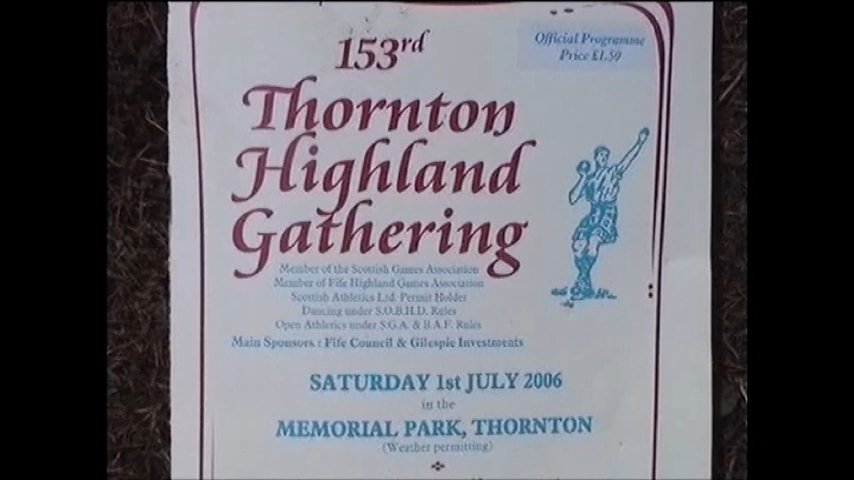 153rd
Official Programme
Price £1.50
Thornton
Highland
Gathering
Member of the Scottish Games Association
Member of Fife Highland Games Association
Scottish Athletics Ltd. Permit Holder
Dancing under S.O.B.H.D. Rules
Open Athletics under S.G.A. & B.A.F. Rules
Main Sponsors : Fife Council & Gilespie Investments
SATURDAY 1st JULY 2006
in the
MEMORIAL PARK, THORNTON
(Weather permitting)